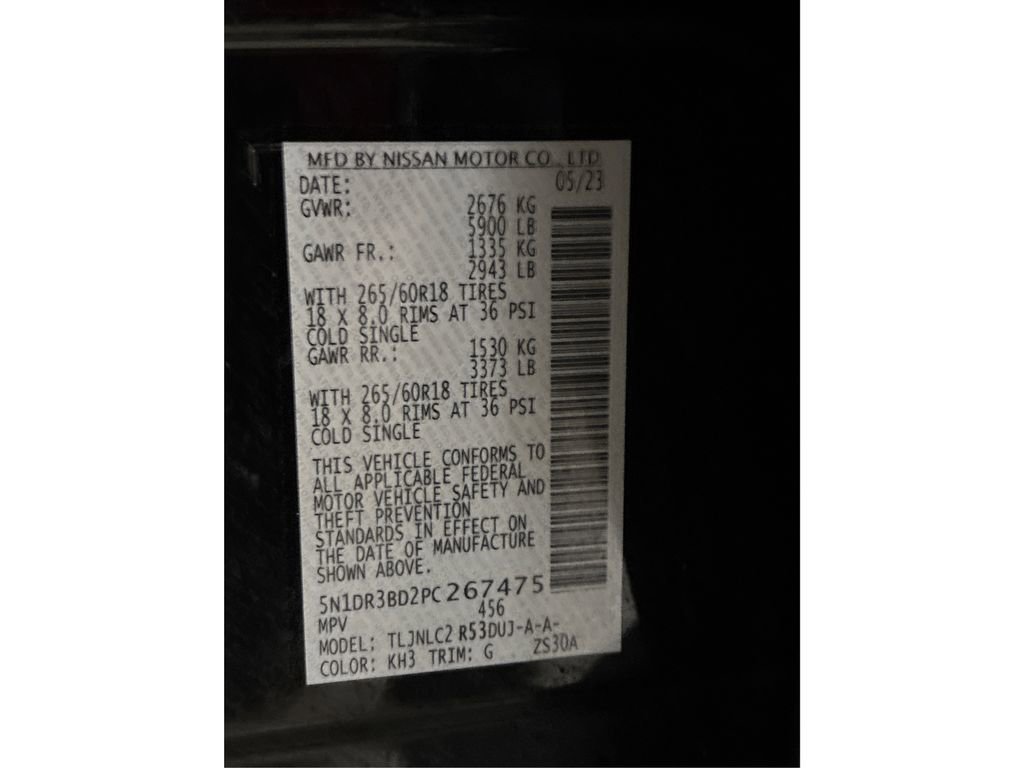 MFD BY NISSAN MOTOR CO., LTD.
DATE: 05/23
GVWR: 2676 KG
5900 LB
GAWR FR.: 1335 KG
2943 LB
WITH 265/60R18 TIRES
18 X 8.0 RIMS AT 36 PSI
COLD SINGLE
GAWR RR.: 1530 KG
3373 LB
WITH 265/60R18 TIRES
18 X 8.0 RIMS AT 36 PSI
COLD SINGLE
THIS VEHICLE CONFORMS TO
ALL APPLICABLE FEDERAL
MOTOR VEHICLE SAFETY AND
THEFT PREVENTION
STANDARDS IN EFFECT ON
THE DATE OF MANUFACTURE
SHOWN ABOVE.
5N1DR3BD2PC267475
MPV 456
MODEL: TLJNLC2 R53DUJ-A-A-
COLOR: KH3 TRIM: G ZS30A